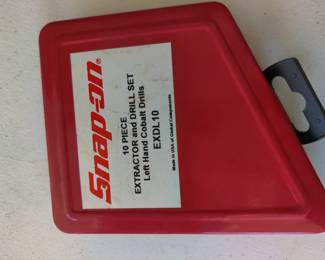 Snap-on
10 PIECE
EXTRACTOR and DRILL SET
Left Hand Cobalt Drills
EXDL10
Made in USA of Global Components